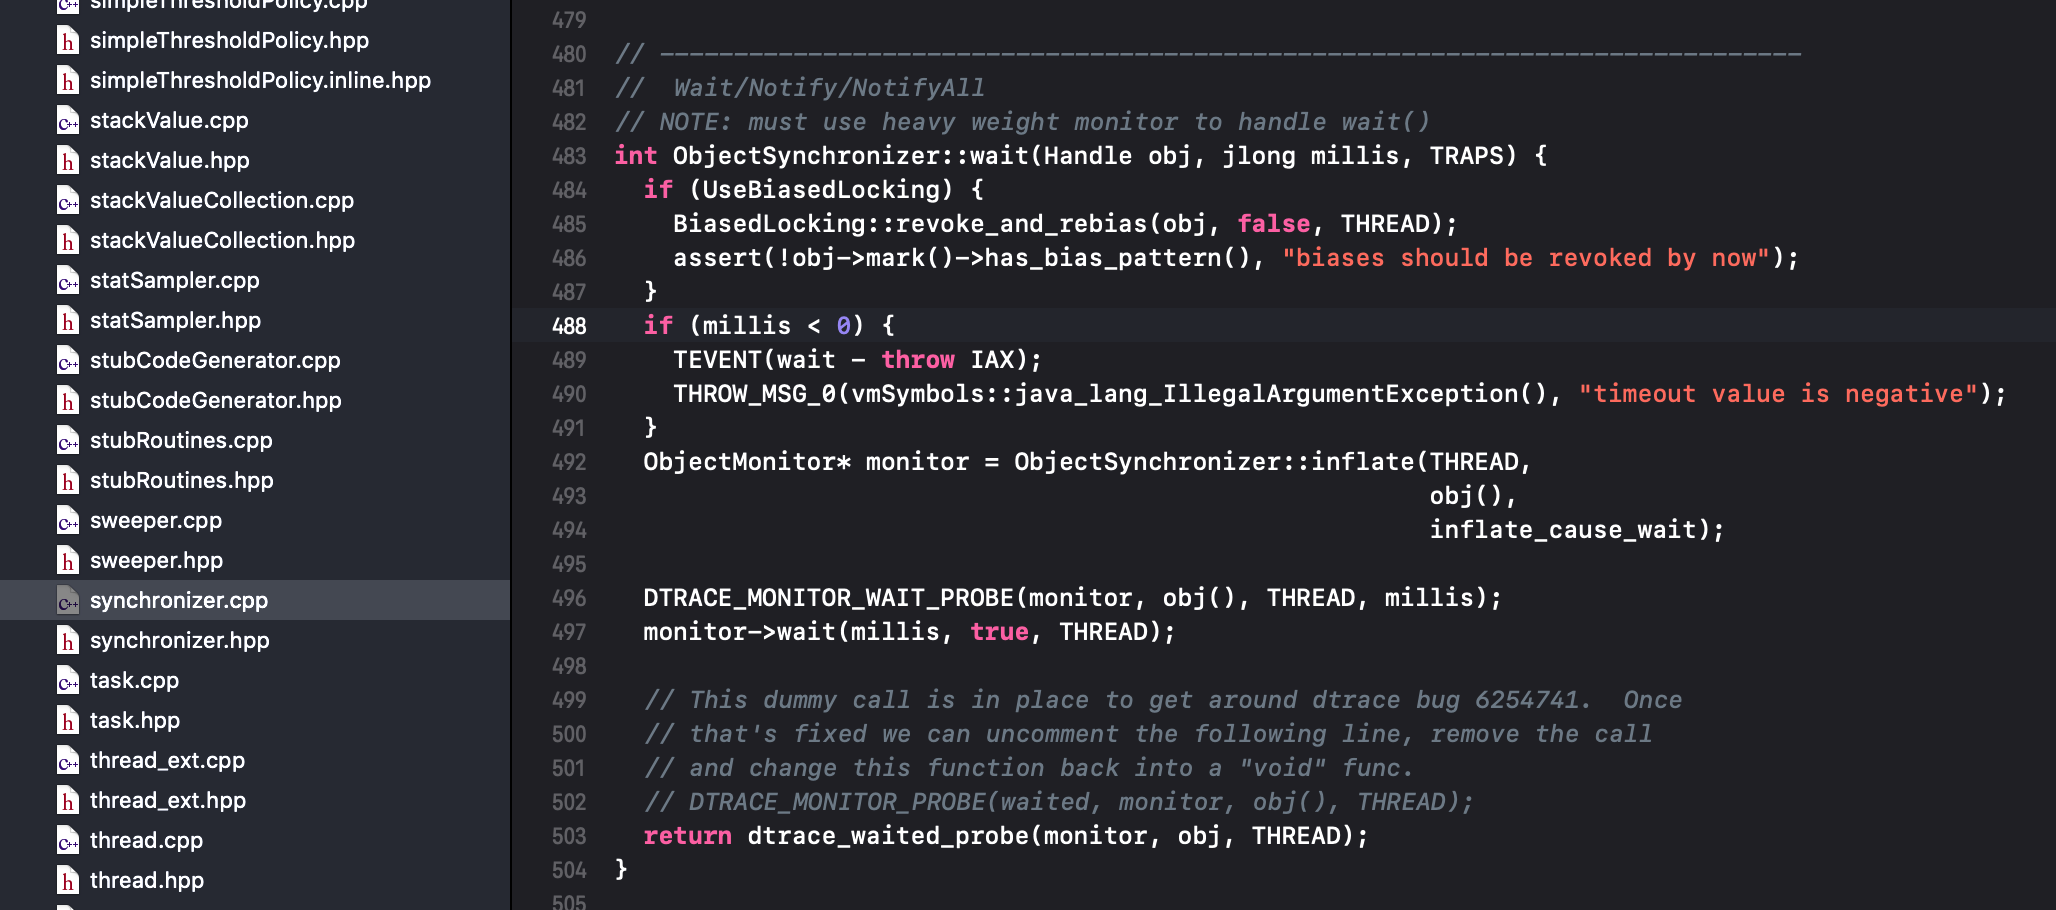 simpleThresholdPolicy.cpp
simpleThresholdPolicy.hpp
simpleThresholdPolicy.inline.hpp
stackValue.cpp
stackValue.hpp
stackValueCollection.cpp
stackValueCollection.hpp
statSampler.cpp
statSampler.hpp
stubCodeGenerator.cpp
stubCodeGenerator.hpp
stubRoutines.cpp
stubRoutines.hpp
sweeper.cpp
sweeper.hpp
synchronizer.cpp
synchronizer.hpp
task.cpp
task.hpp
thread_ext.cpp
thread_ext.hpp
thread.cpp
thread.hpp
479
480 // -----------------------------------------------------------------------------
481 //  Wait/Notify/NotifyAll
482 // NOTE: must use heavy weight monitor to handle wait()
483 int ObjectSynchronizer::wait(Handle obj, jlong millis, TRAPS) {
484   if (UseBiasedLocking) {
485     BiasedLocking::revoke_and_rebias(obj, false, THREAD);
486     assert(!obj->mark()->has_bias_pattern(), "biases should be revoked by now");
487   }
488   if (millis < 0) {
489     TEVENT(wait - throw IAX);
490     THROW_MSG_0(vmSymbols::java_lang_IllegalArgumentException(), "timeout value is negative");
491   }
492   ObjectMonitor* monitor = ObjectSynchronizer::inflate(THREAD,
493                                                        obj(),
494                                                        inflate_cause_wait);
495
496   DTRACE_MONITOR_WAIT_PROBE(monitor, obj(), THREAD, millis);
497   monitor->wait(millis, true, THREAD);
498
499   // This dummy call is in place to get around dtrace bug 6254741.  Once
500   // that's fixed we can uncomment the following line, remove the call
501   // and change this function back into a "void" func.
502   // DTRACE_MONITOR_PROBE(waited, monitor, obj(), THREAD);
503   return dtrace_waited_probe(monitor, obj, THREAD);
504 }
505